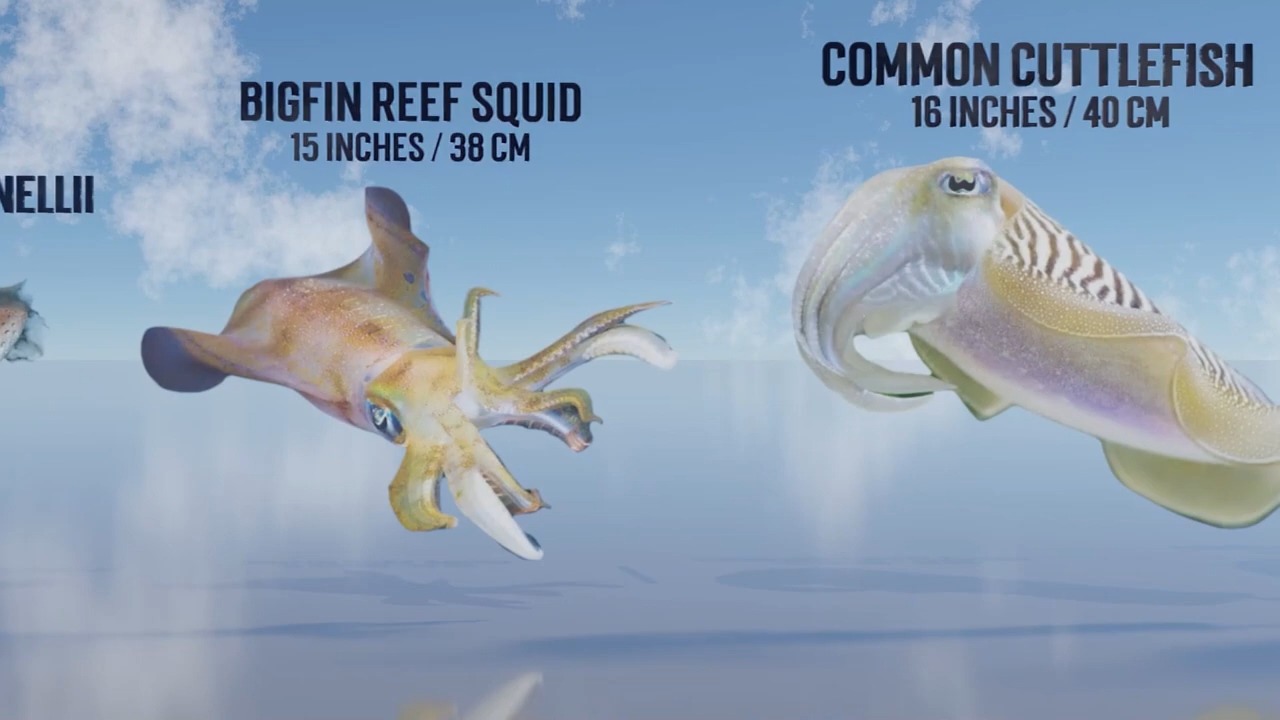 NELLII
BIGFIN REEF SQUID
15 INCHES / 38 CM
COMMON CUTTLEFISH
16 INCHES / 40 CM